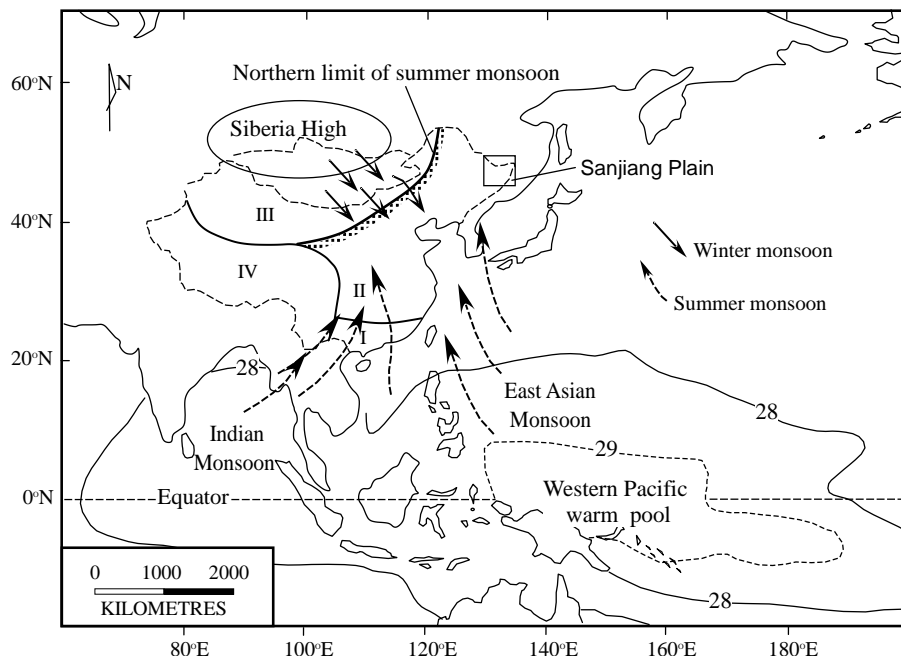 60°N
N
Northern limit of summer monsoon
Siberia High
Sanjiang Plain
III
40°N
Winter monsoon
IV
II
Summer monsoon
I
20°N
28
East Asian
Monsoon
28
Indian
Monsoon
29
0°N
Equator
Western Pacific
warm pool
0 1000 2000
KILOMETRES
28
80°E 100°E 120°E 140°E 160°E 180°E